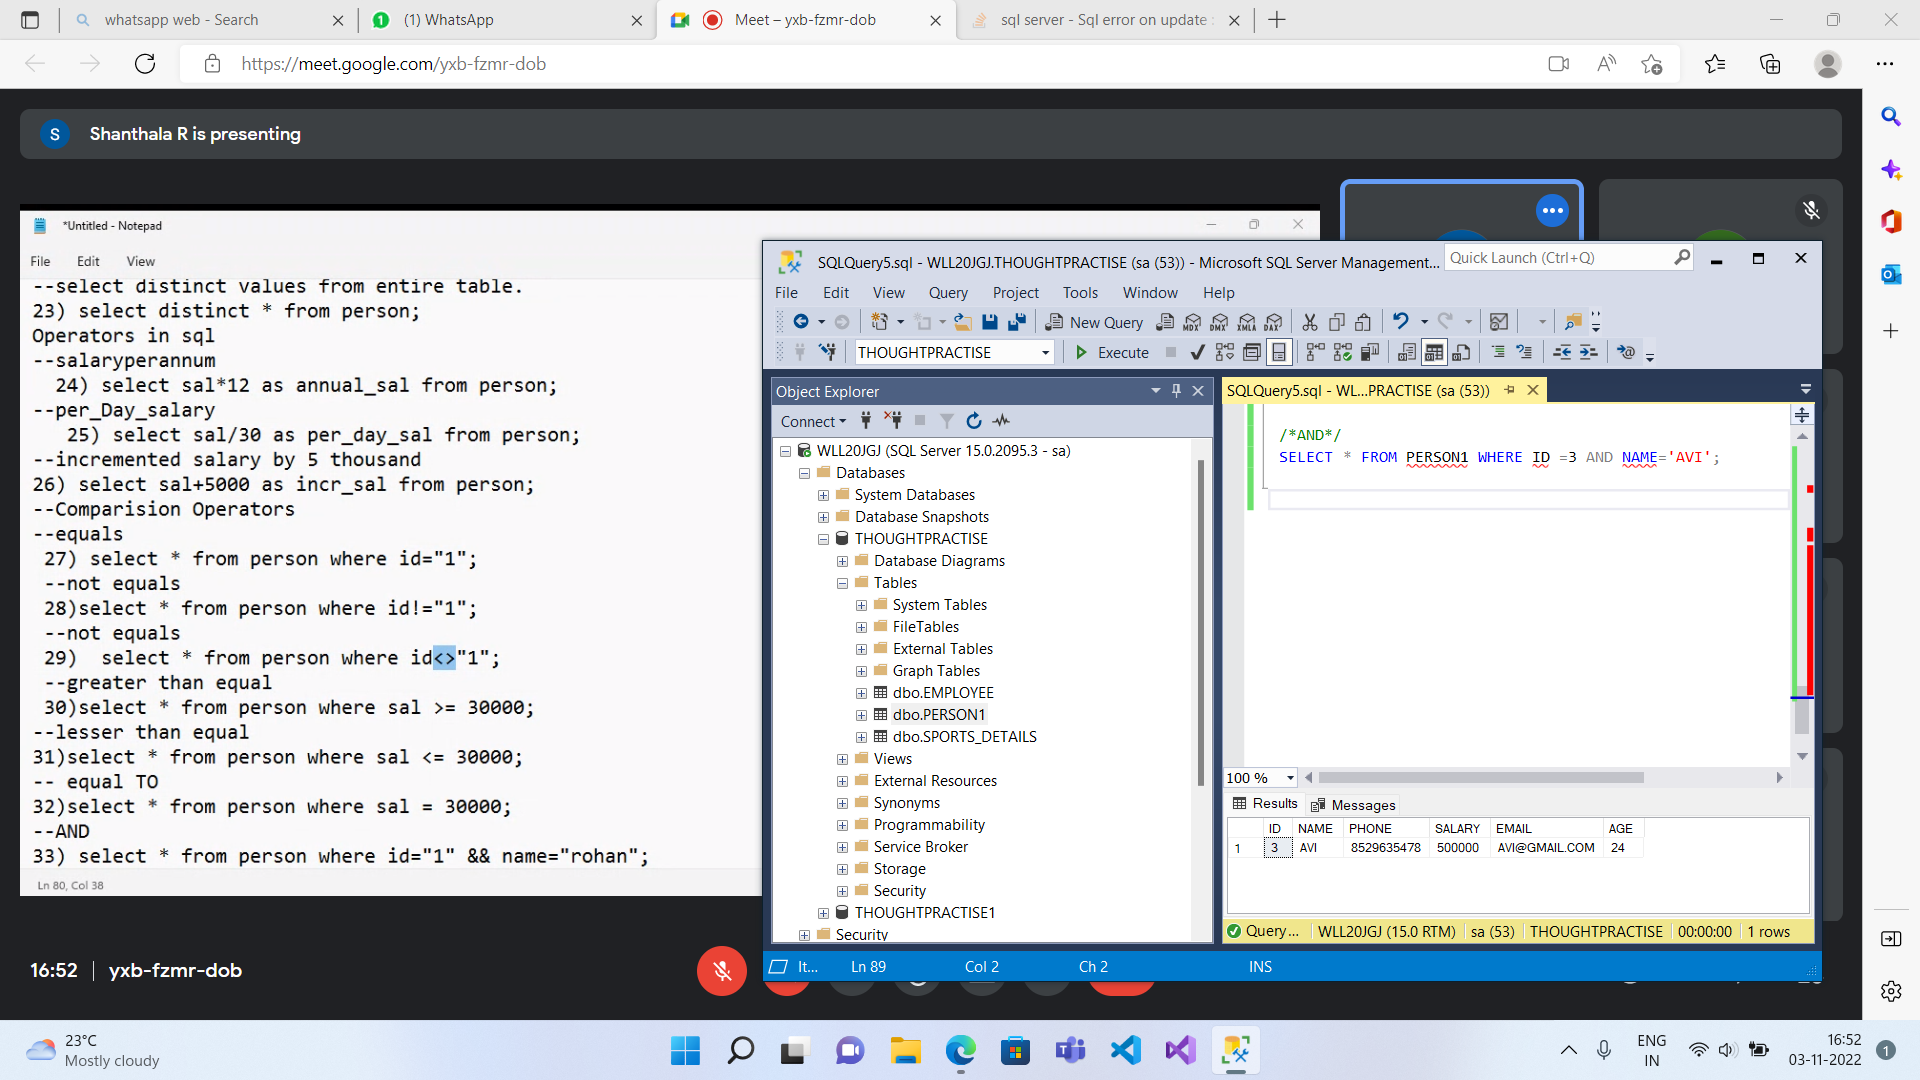 whatsapp web - Search
(1) WhatsApp
Meet – yxb-fzmr-dob
sql server - Sql error on update
https://meet.google.com/yxb-fzmr-dob
S
Shanthala R is presenting
*Untitled - Notepad
File Edit View
--select distinct values from entire table.
23) select distinct * from person;
Operators in sql
--salaryperannum
24) select sal*12 as annual_sal from person;
--per_Day_salary
25) select sal/30 as per_day_sal from person;
--incremented salary by 5 thousand
26) select sal+5000 as incr_sal from person;
--Comparision Operators
--equals
27) select * from person where id="1";
--not equals
28)select * from person where id!="1";
--not equals
29) select * from person where id<>"1";
--greater than equal
30)select * from person where sal >= 30000;
--lesser than equal
31)select * from person where sal <= 30000;
-- equal TO
32)select * from person where sal = 30000;
--AND
33) select * from person where id="1" && name="rohan";
Ln 80, Col 38
SQLQuery5.sql - WLL20JGJ.THOUGHTPRACTISE (sa (53)) - Microsoft SQL Server Management...
Quick Launch (Ctrl+Q)
File Edit View Query Project Tools Window Help
New Query
MDX DMX XMLA DAX
THOUGHTPRACTISE
Execute
Object Explorer
Connect
WLL20JGJ (SQL Server 15.0.2095.3 - sa)
Databases
System Databases
Database Snapshots
THOUGHTPRACTISE
Database Diagrams
Tables
System Tables
FileTables
External Tables
Graph Tables
dbo.EMPLOYEE
dbo.PERSON1
dbo.SPORTS_DETAILS
Views
External Resources
Synonyms
Programmability
Service Broker
Storage
Security
THOUGHTPRACTISE1
Security
SQLQuery5.sql - WL...PRACTISE (sa (53))
/*AND*/
SELECT * FROM PERSON1 WHERE ID =3 AND NAME='AVI';
100 %
Results Messages
ID NAME PHONE SALARY EMAIL AGE
1 3 AVI 8529635478 500000 AVI@GMAIL.COM 24
Query... WLL20JGJ (15.0 RTM) sa (53) THOUGHTPRACTISE 00:00:00 1 rows
It... Ln 89 Col 2 Ch 2 INS
16:52 yxb-fzmr-dob
23°C
Mostly cloudy
ENG
IN
16:52
03-11-2022
1